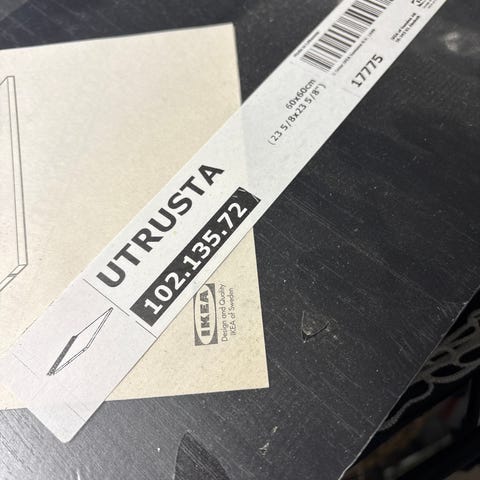 UTRUSTA
102.135.72
60x60cm
(23 5/8x23 5/8")
17775
IKEA
Design and Quality
IKEA of Sweden